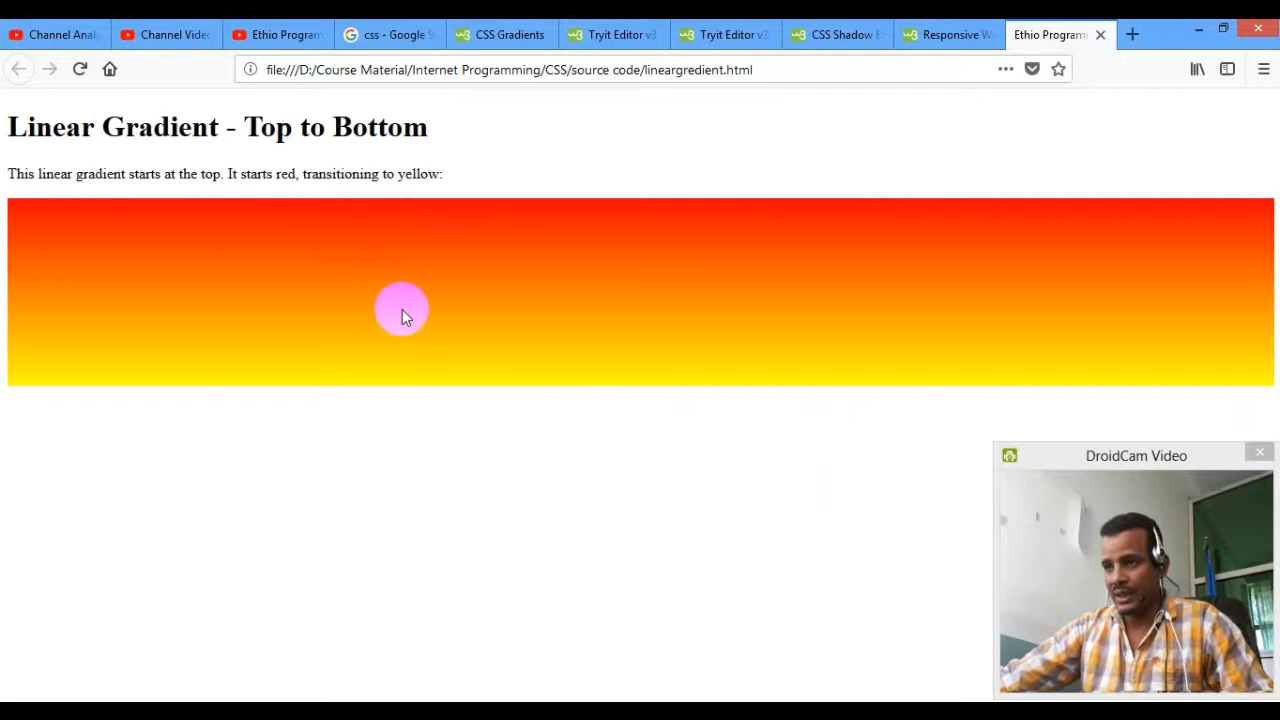 Channel Anal
Channel Vide
Ethio Program
css - Google S
CSS Gradients
Tryit Editor v3
Tryit Editor v3
CSS Shadow E
Responsive W
Ethio Program
file:///D:/Course Material/Internet Programming/CSS/source code/lineargredient.html
Linear Gradient - Top to Bottom
This linear gradient starts at the top. It starts red, transitioning to yellow:
DroidCam Video